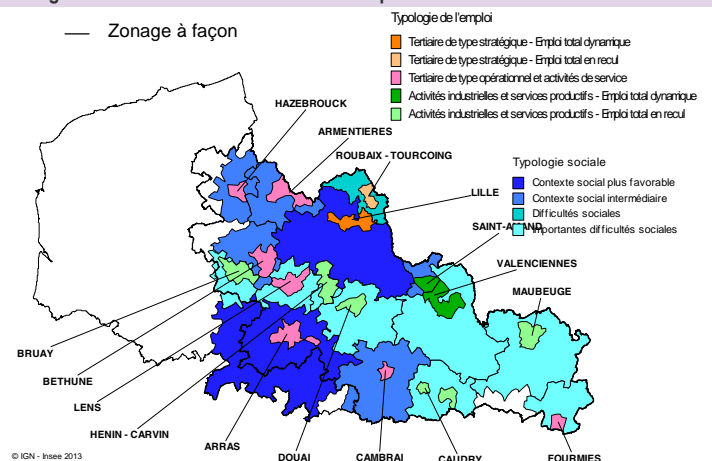 Zonage à façon
Typologie de l'emploi
Tertiaire de type stratégique - Emploi total dynamique
Tertiaire de type stratégique - Emploi total en recul
Tertiaire de type opérationnel et activités de service
Activités industrielles et services productifs - Emploi total dynamique
Activités industrielles et services productifs - Emploi total en recul
HAZEBROUCK
ARMENTIERES
ROUBAIX - TOURCOING
Typologie sociale
Contexte social plus favorable
Contexte social intermédiaire
Difficultés sociales
Importantes difficultés sociales
LILLE
SAINT-AMAND
VALENCIENNES
MAUBEUGE
BRUAY
BETHUNE
LENS
HENIN - CARVIN
ARRAS
DOUAI
CAMBRAI
CAUDRY
FOURMIES
© IGN - Insee 2013